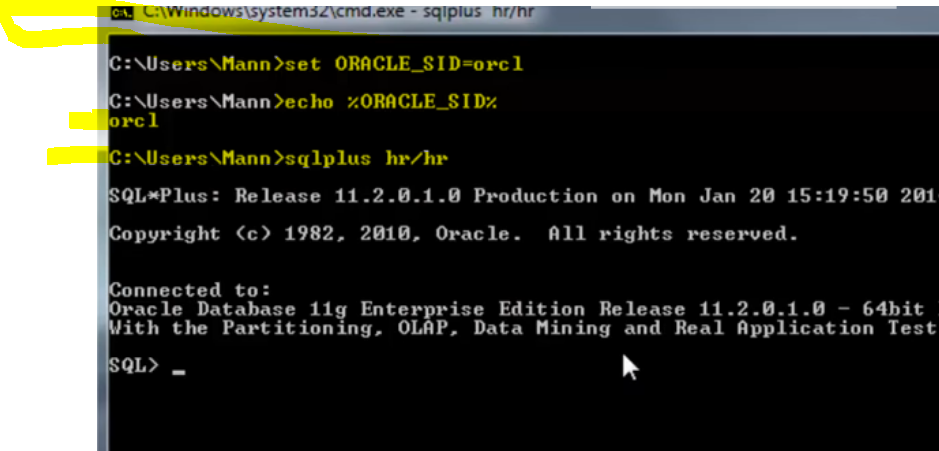 C:\Windows\system32\cmd.exe - sqlplus hr/hr
C:\Users\Mann>set ORACLE_SID=orcl
C:\Users\Mann>echo %ORACLE_SID%
orcl
C:\Users\Mann>sqlplus hr/hr
SQL*Plus: Release 11.2.0.1.0 Production on Mon Jan 20 15:19:50 201
Copyright (c) 1982, 2010, Oracle.  All rights reserved.
Connected to:
Oracle Database 11g Enterprise Edition Release 11.2.0.1.0 - 64bit
With the Partitioning, OLAP, Data Mining and Real Application Test
SQL> _